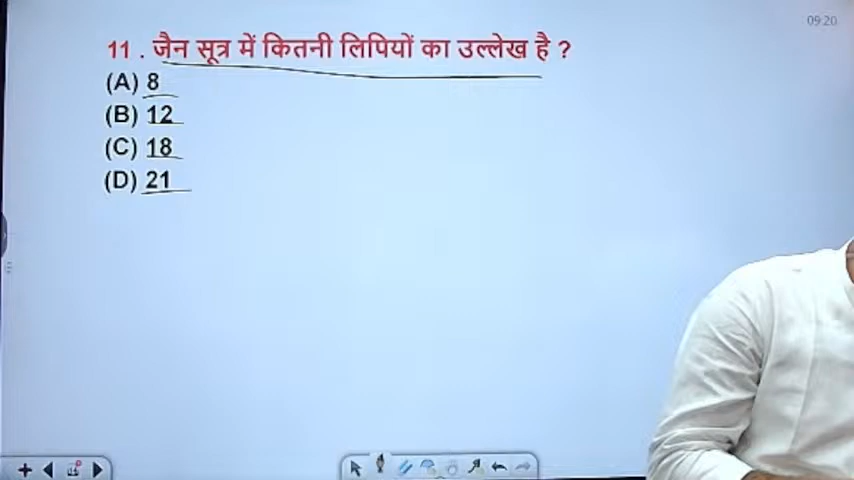 09:20
11 . जैन सूत्र में कितनी लिपियों का उल्लेख है ?
(A) 8
(B) 12
(C) 18
(D) 21